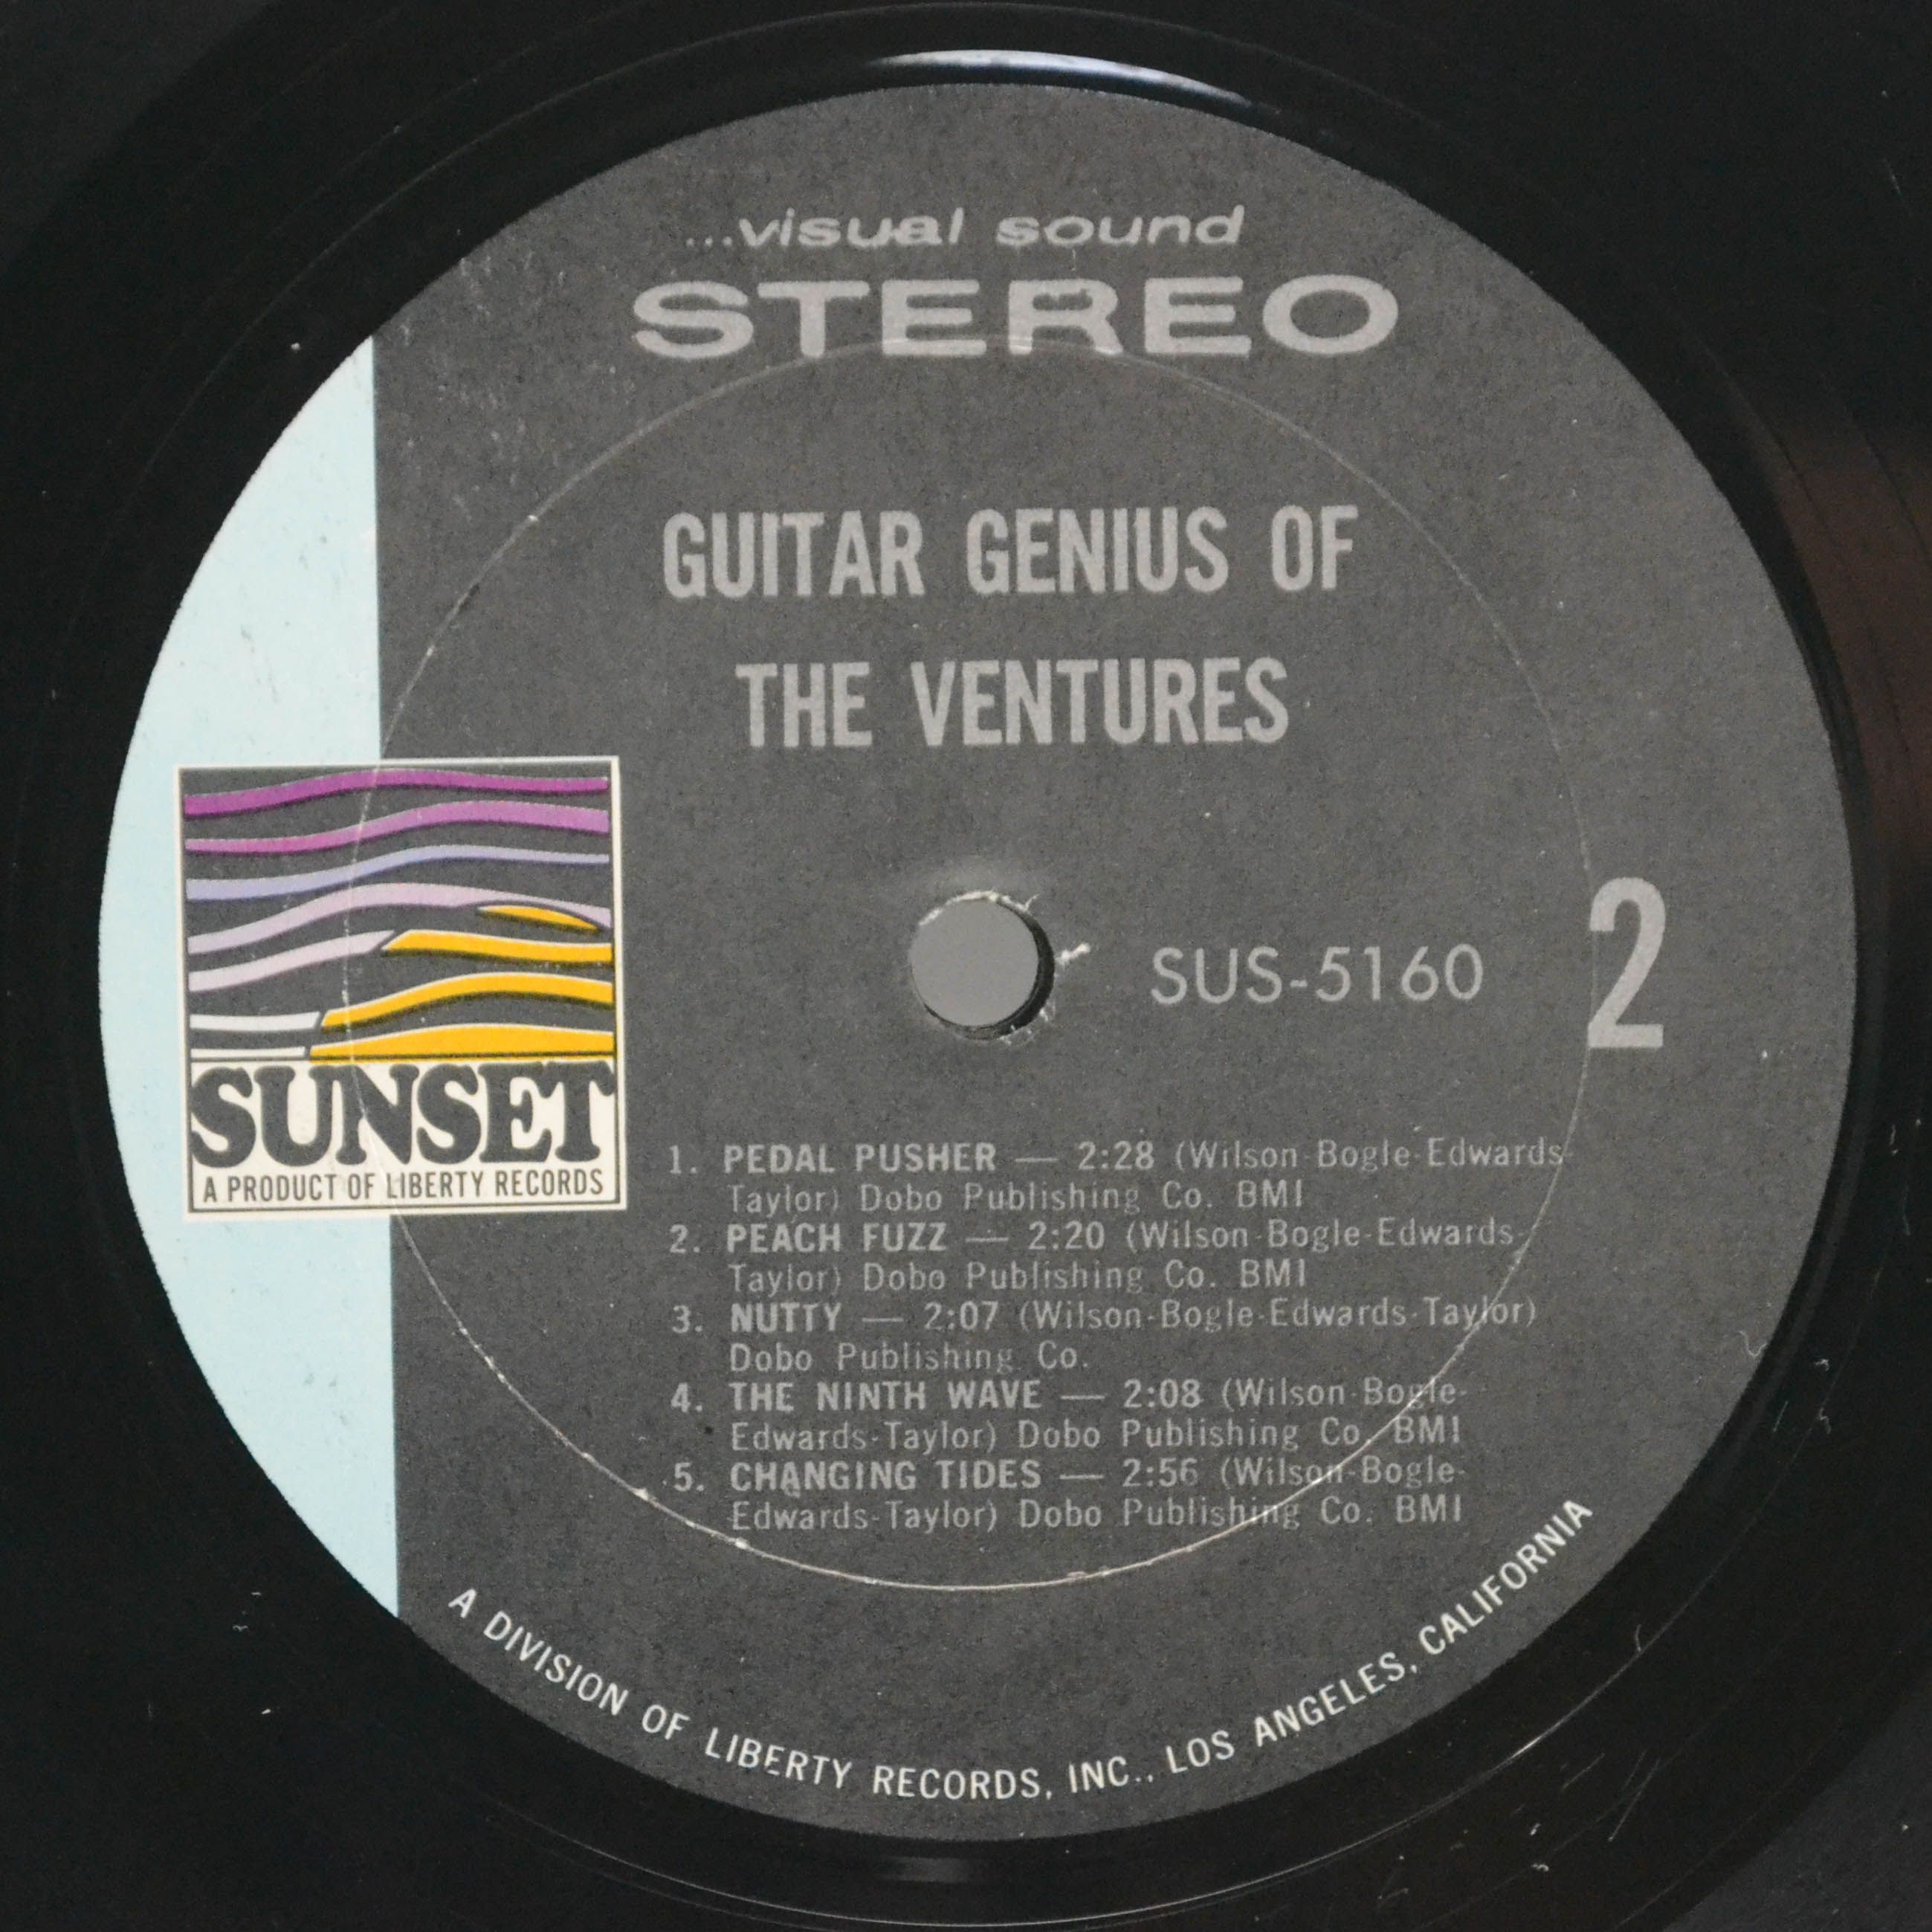 ...visual sound
STEREO
GUITAR GENIUS OF
THE VENTURES
SUS-5160
2
SUNSET
A PRODUCT OF LIBERTY RECORDS
1. PEDAL PUSHER — 2:28 (Wilson-Bogle-Edwards-
Taylor) Dobo Publishing Co. BMI
2. PEACH FUZZ — 2:20 (Wilson-Bogle-Edwards-
Taylor) Dobo Publishing Co. BMI
3. NUTTY — 2:07 (Wilson-Bogle-Edwards-Taylor)
Dobo Publishing Co.
4. THE NINTH WAVE — 2:08 (Wilson-Bogle-
Edwards-Taylor) Dobo Publishing Co. BMI
5. CHANGING TIDES — 2:56 (Wilson-Bogle-
Edwards-Taylor) Dobo Publishing Co. BMI
A DIVISION OF LIBERTY RECORDS, INC., LOS ANGELES, CALIFORNIA